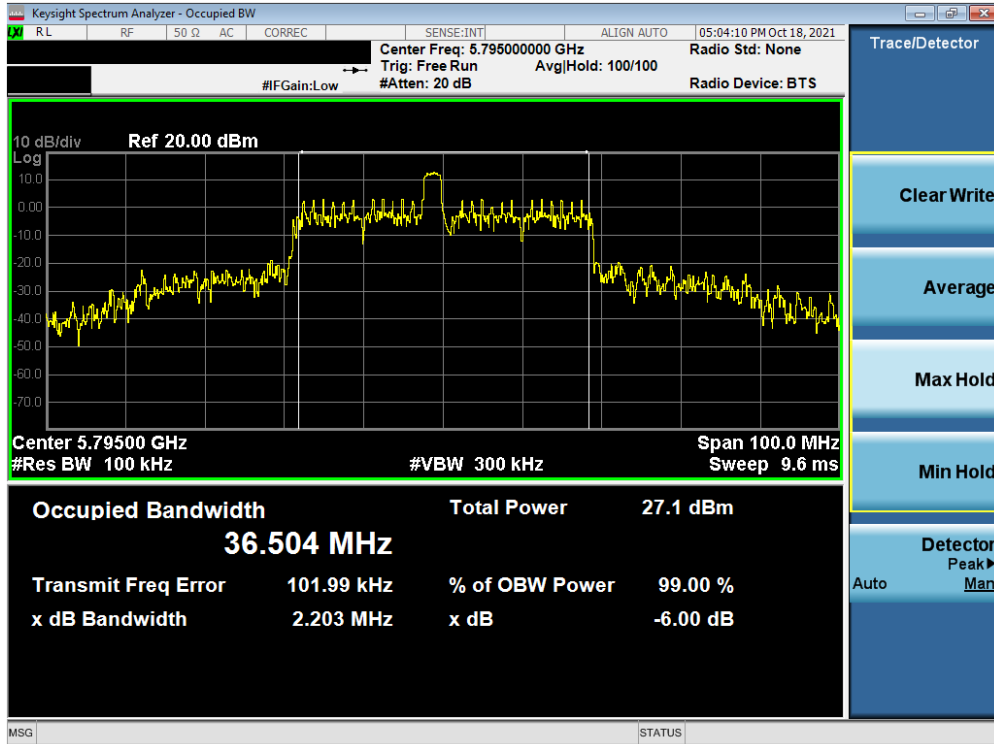 Keysight Spectrum Analyzer - Occupied BW
LXI RL RF 50 Ω AC CORREC SENSE:INT ALIGN AUTO 05:04:10 PM Oct 18, 2021
Center Freq: 5.795000000 GHz Radio Std: None
Trig: Free Run Avg|Hold: 100/100
#IFGain:Low #Atten: 20 dB Radio Device: BTS
Trace/Detector
10 dB/div Ref 20.00 dBm
Log
10.0
0.00
-10.0
-20.0
-30.0
-40.0
-50.0
-60.0
-70.0
Center 5.79500 GHz Span 100.0 MHz
#Res BW 100 kHz #VBW 300 kHz Sweep 9.6 ms
Occupied Bandwidth Total Power 27.1 dBm
36.504 MHz
Transmit Freq Error 101.99 kHz % of OBW Power 99.00 %
x dB Bandwidth 2.203 MHz x dB -6.00 dB
Clear Write
Average
Max Hold
Min Hold
Detector
Peak▶
Auto Man
MSG STATUS